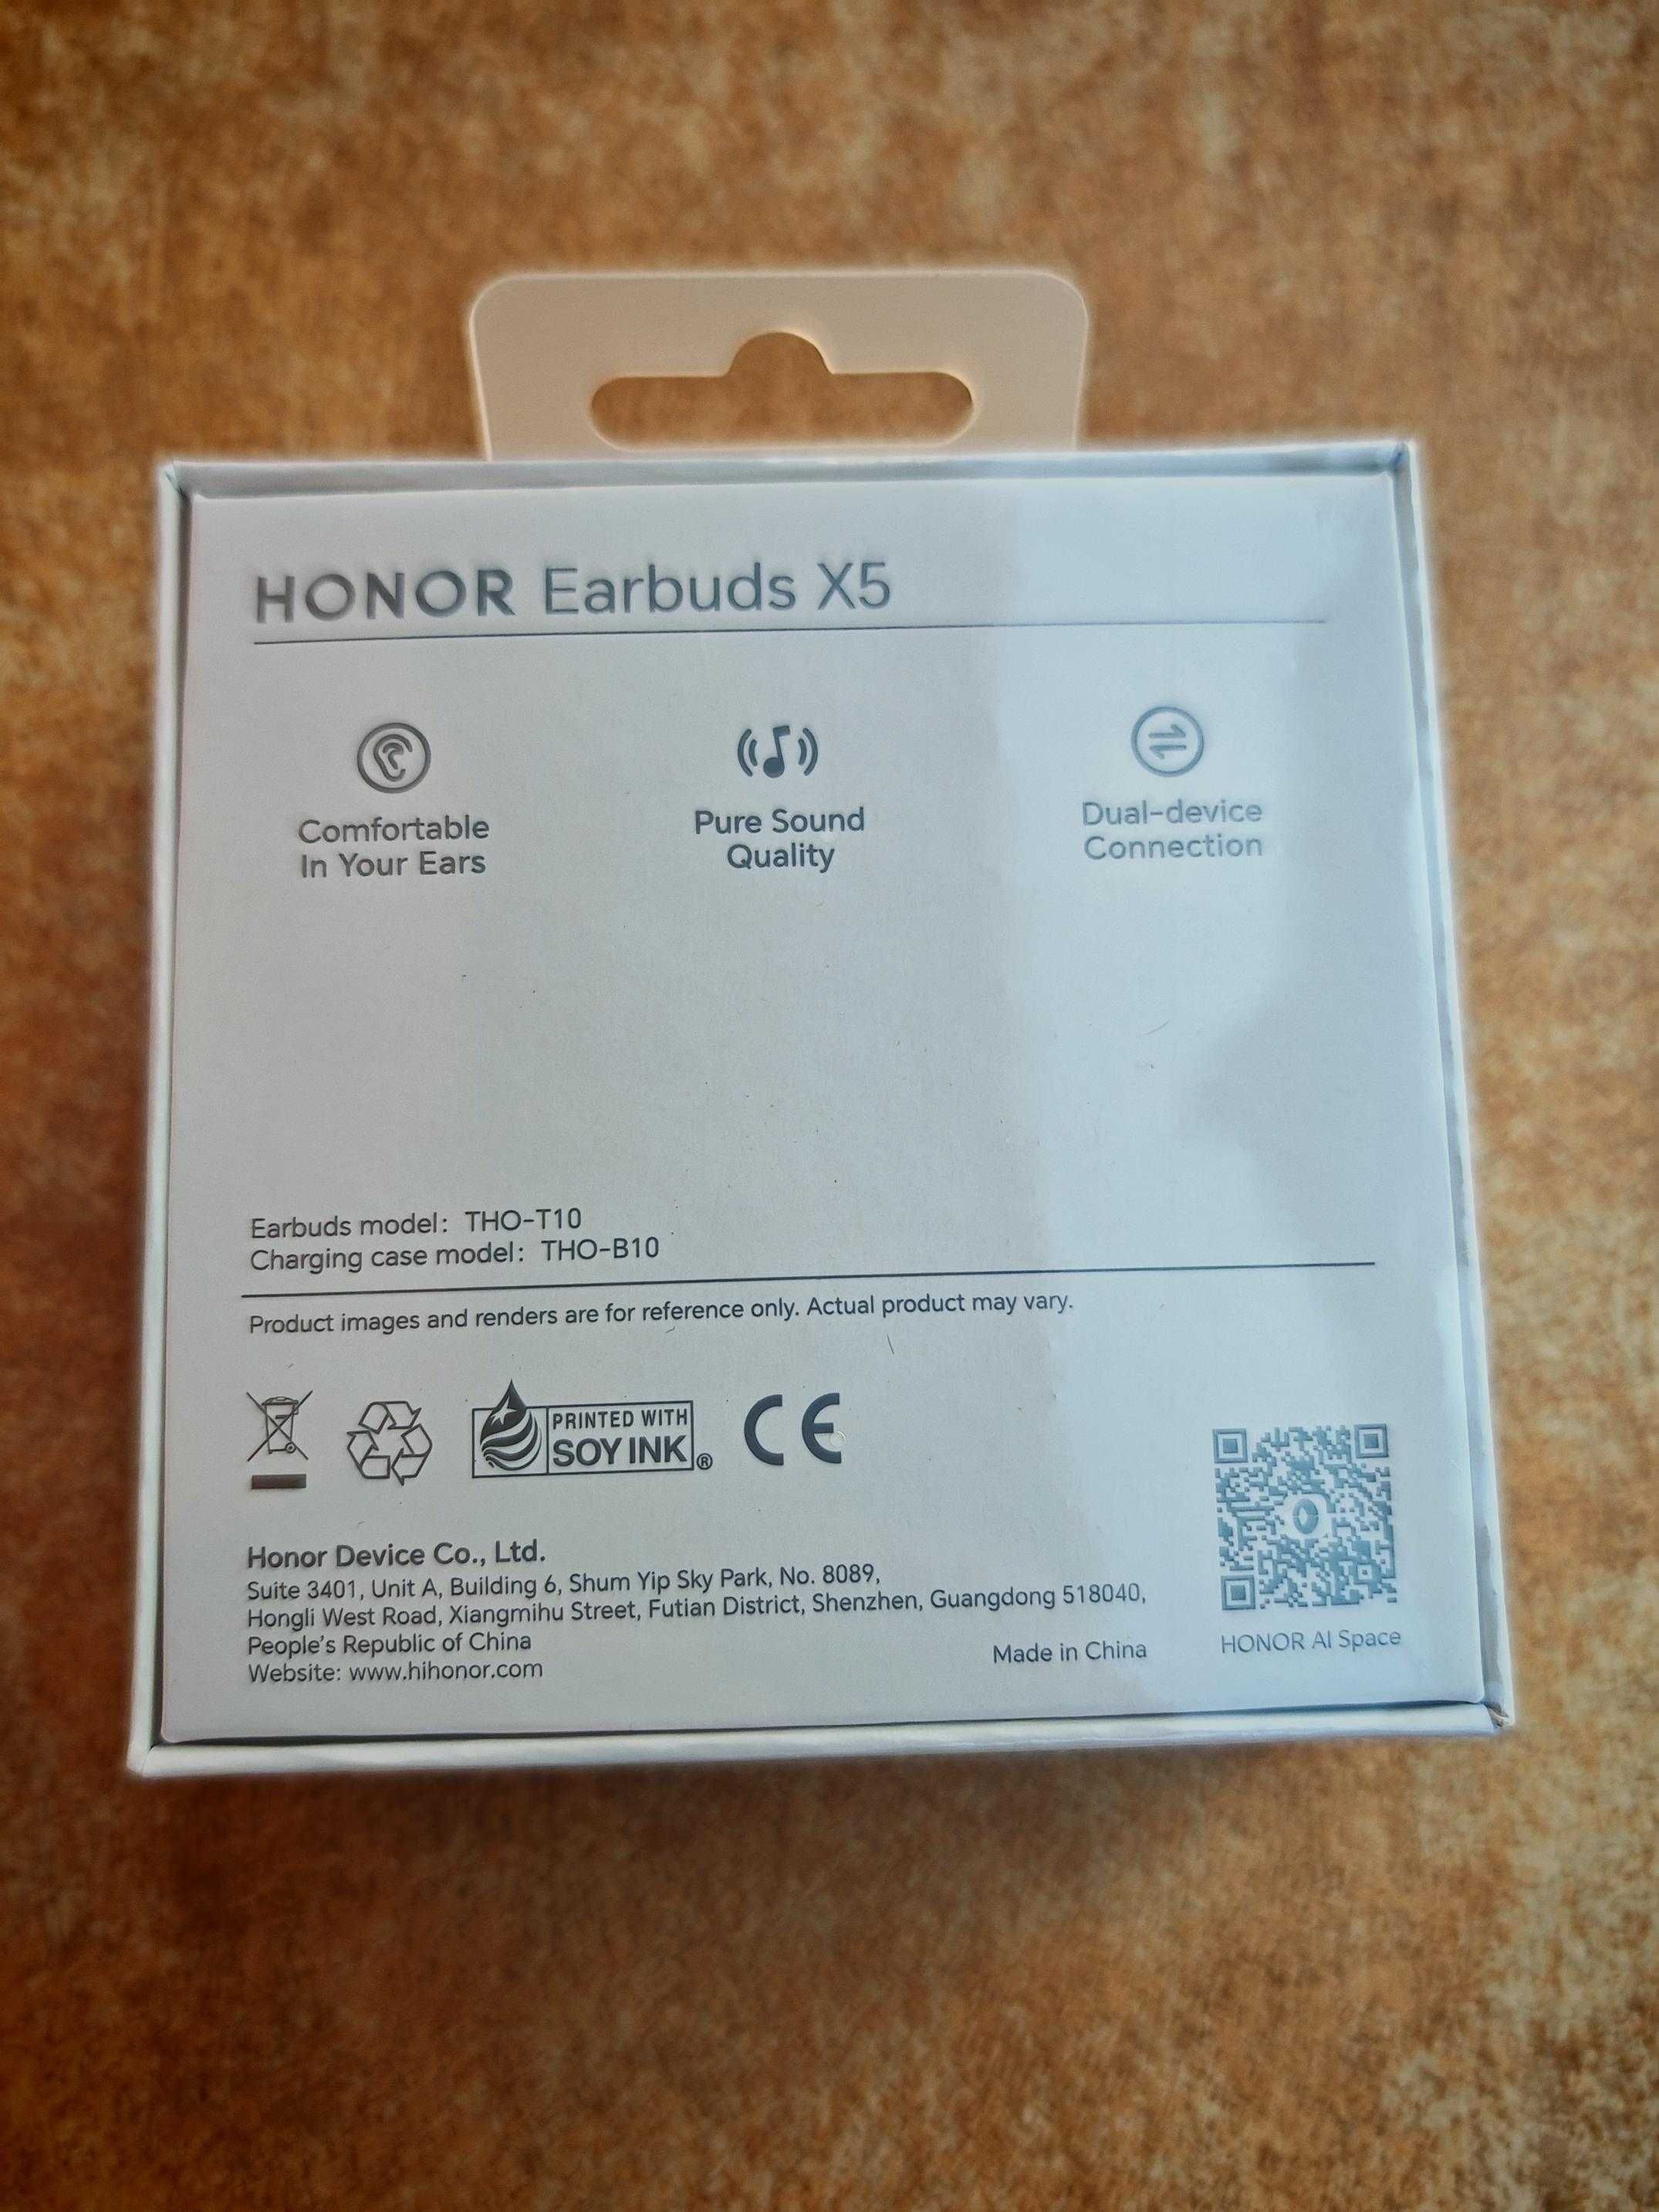 HONOR Earbuds X5
Comfortable
In Your Ears
Pure Sound
Quality
Dual-device
Connection
Earbuds model: THO-T10
Charging case model: THO-B10
Product images and renders are for reference only. Actual product may vary.
PRINTED WITH
SOY INK®
CE
Honor Device Co., Ltd.
Suite 3401, Unit A, Building 6, Shum Yip Sky Park, No. 8089,
Hongli West Road, Xiangmihu Street, Futian District, Shenzhen, Guangdong 518040,
People's Republic of China
Website: www.hihonor.com
Made in China
HONOR AI Space